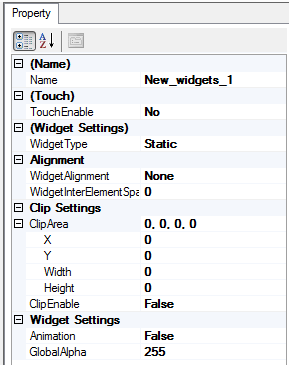 Property
(Name)
Name New_widgets_1
(Touch)
TouchEnable No
(Widget Settings)
WidgetType Static
Alignment
WidgetAlignment None
WidgetInterElementSpa 0
Clip Settings
ClipArea 0, 0, 0, 0
X 0
Y 0
Width 0
Height 0
ClipEnable False
Widget Settings
Animation False
GlobalAlpha 255